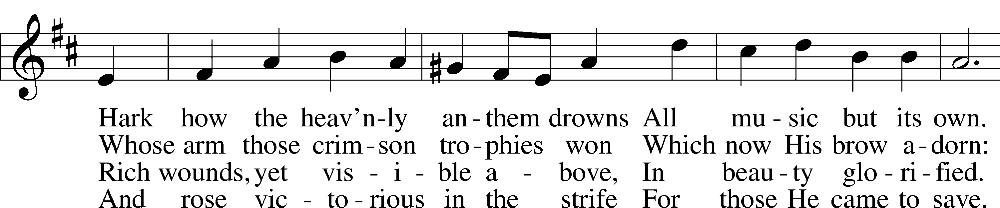 Hark how the heav’n-ly an-them drowns All mu-sic but its own.
Whose arm those crim-son tro-phies won Which now His brow a-dorn:
Rich wounds, yet vis-i-ble a-bove, In beau-ty glo-ri-fied.
And rose vic-to-rious in the strife For those He came to save.